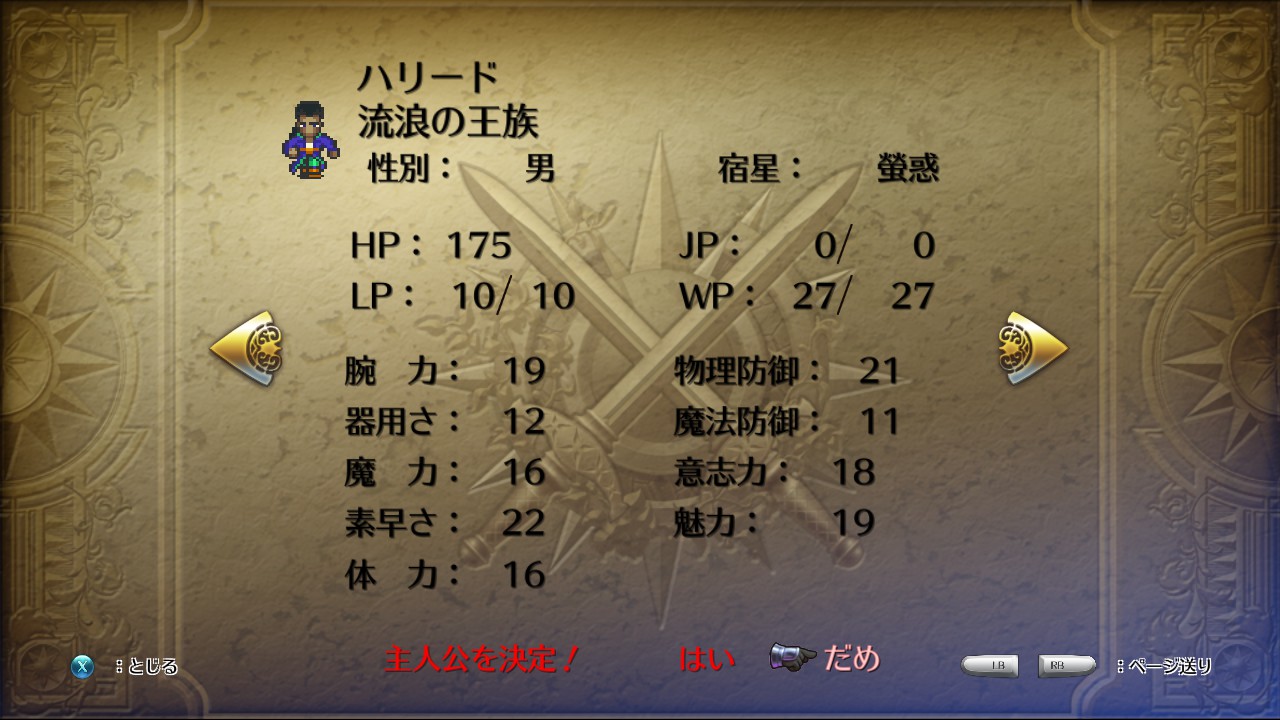 ハリード
流浪の王族
性別： 男 宿星： 螢惑
HP： 175 JP： 0/ 0
LP： 10/ 10 WP： 27/ 27
腕 力： 19 物理防御： 21
器用さ： 12 魔法防御： 11
魔 力： 16 意志力： 18
素早さ： 22 魅力： 19
体 力： 16
主人公を決定！ はい だめ
X ：とじる LB RB ：ページ送り